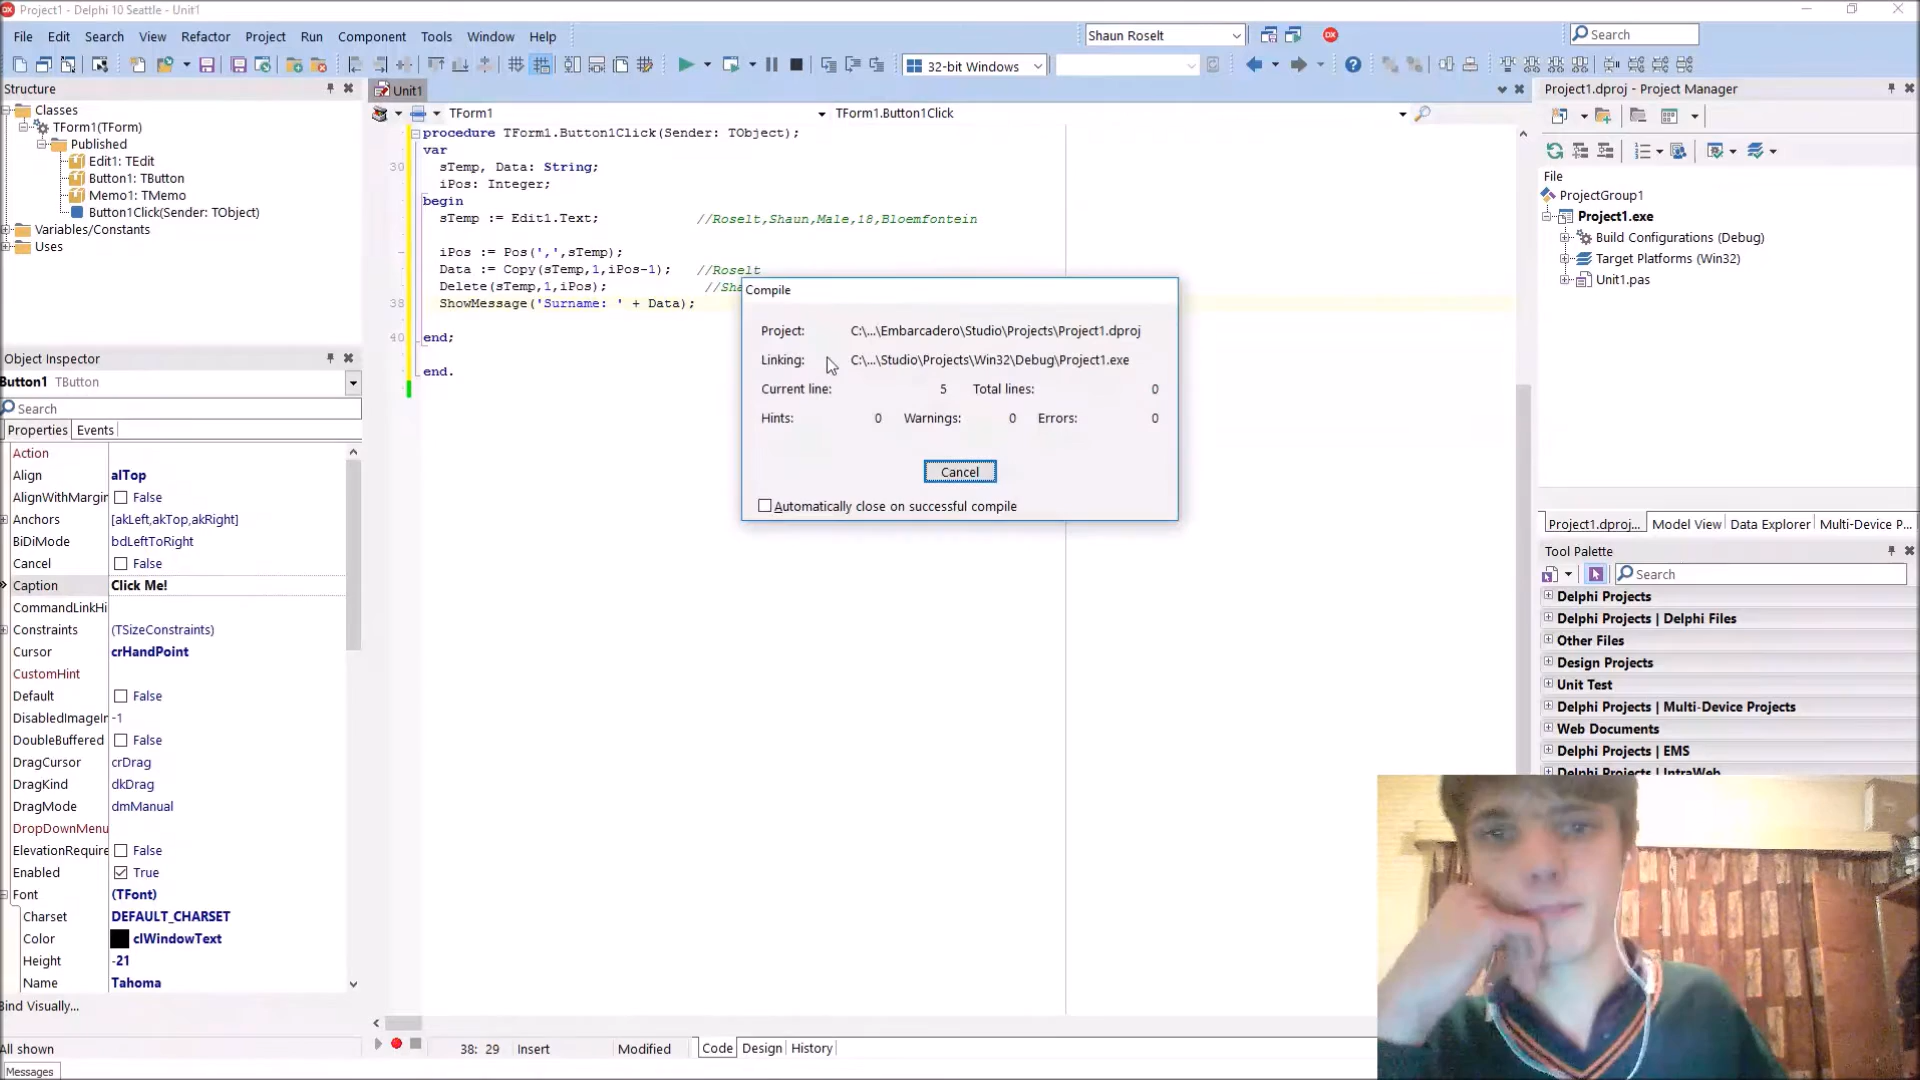 Project1 - Delphi 10 Seattle - Unit1
File Edit Search View Refactor Project Run Component Tools Window Help
Shaun Roselt
Search
32-bit Windows
Structure
Classes
TForm1(TForm)
Published
Edit1: TEdit
Button1: TButton
Memo1: TMemo
Button1Click(Sender: TObject)
Variables/Constants
Uses
Object Inspector
Button1 TButton
Search
Properties Events
Action
Align alTop
AlignWithMargir False
Anchors [akLeft,akTop,akRight]
BiDiMode bdLeftToRight
Cancel False
Caption Click Me!
CommandLinkHi
Constraints (TSizeConstraints)
Cursor crHandPoint
CustomHint
Default False
DisabledImageIr -1
DoubleBuffered False
DragCursor crDrag
DragKind dkDrag
DragMode dmManual
DropDownMenu
ElevationRequire False
Enabled True
Font (TFont)
Charset DEFAULT_CHARSET
Color clWindowText
Height -21
Name Tahoma
Bind Visually...
All shown
Messages
Unit1
TForm1 TForm1.Button1Click
procedure TForm1.Button1Click(Sender: TObject);
var
30 sTemp, Data: String;
iPos: Integer;
begin
sTemp := Edit1.Text; //Roselt,Shaun,Male,18,Bloemfontein
iPos := Pos(',',sTemp);
Data := Copy(sTemp,1,iPos-1); //Roselt
Delete(sTemp,1,iPos); //Sha
38 ShowMessage('Surname: ' + Data);
40 end;
end.
Compile
Project: C:\...\Embarcadero\Studio\Projects\Project1.dproj
Linking: C:\...\Studio\Projects\Win32\Debug\Project1.exe
Current line: 5 Total lines: 0
Hints: 0 Warnings: 0 Errors: 0
Cancel
Automatically close on successful compile
38: 29 Insert Modified Code Design History
Project1.dproj - Project Manager
File
ProjectGroup1
Project1.exe
Build Configurations (Debug)
Target Platforms (Win32)
Unit1.pas
Project1.dproj... Model View Data Explorer Multi-Device P...
Tool Palette
Search
Delphi Projects
Delphi Projects | Delphi Files
Other Files
Design Projects
Unit Test
Delphi Projects | Multi-Device Projects
Web Documents
Delphi Projects | EMS
Delphi Projects | IntraWeb